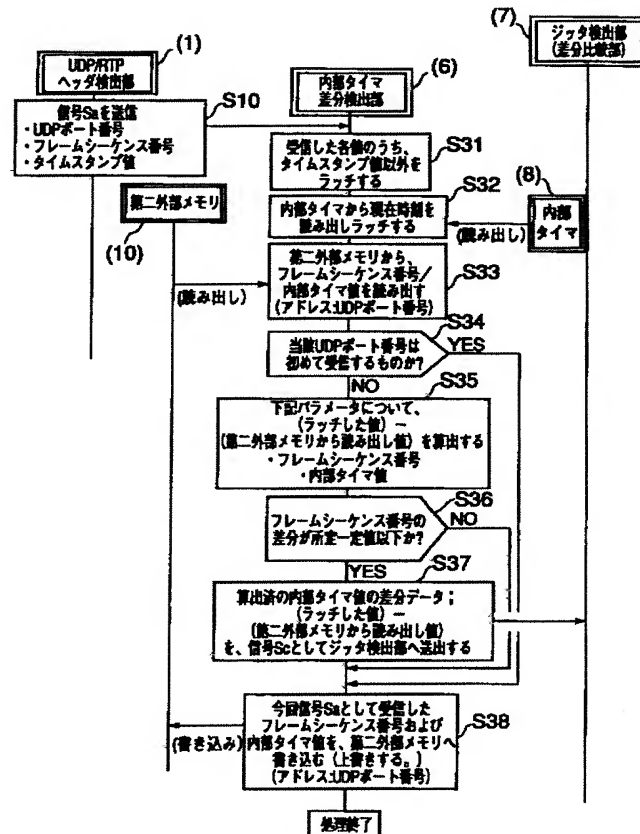 (7)
ジッタ検出部
(差分比較部)
(1)
UDP/RTP
ヘッダ検出部
(6)
内部タイマ
差分検出部
S10
信号Saを送信
・UDPポート番号
・フレームシーケンス番号
・タイムスタンプ値
S31
受信した各値のうち、
タイムスタンプ値以外を
ラッチする
S32
内部タイマから現在時刻を
読み出しラッチする
(8)
内部
タイマ
(読み出し)
第二外部メモリ
(10)
S33
第二外部メモリから、
フレームシーケンス番号/
内部タイマ値を読み出す
(アドレス:UDPポート番号)
(読み出し)
S34
当該UDPポート番号は
初めて受信するものか?
YES
NO
S35
下記パラメータについて、
(ラッチした値)ー
(第二外部メモリから読み出し値)を算出する
・フレームシーケンス番号
・内部タイマ値
S36
フレームシーケンス番号の
差分が所定一定値以下か?
NO
YES
S37
算出済の内部タイマ値の差分データ;
(ラッチした値)ー
(第二外部メモリから読み出し値)
を、信号Scとしてジッタ検出部へ送出する
S38
今回信号Saとして受信した
フレームシーケンス番号および
内部タイマ値を、第二外部メモリへ
書き込む(上書きする。)
(アドレス:UDPポート番号)
(書き込み)
処理終了